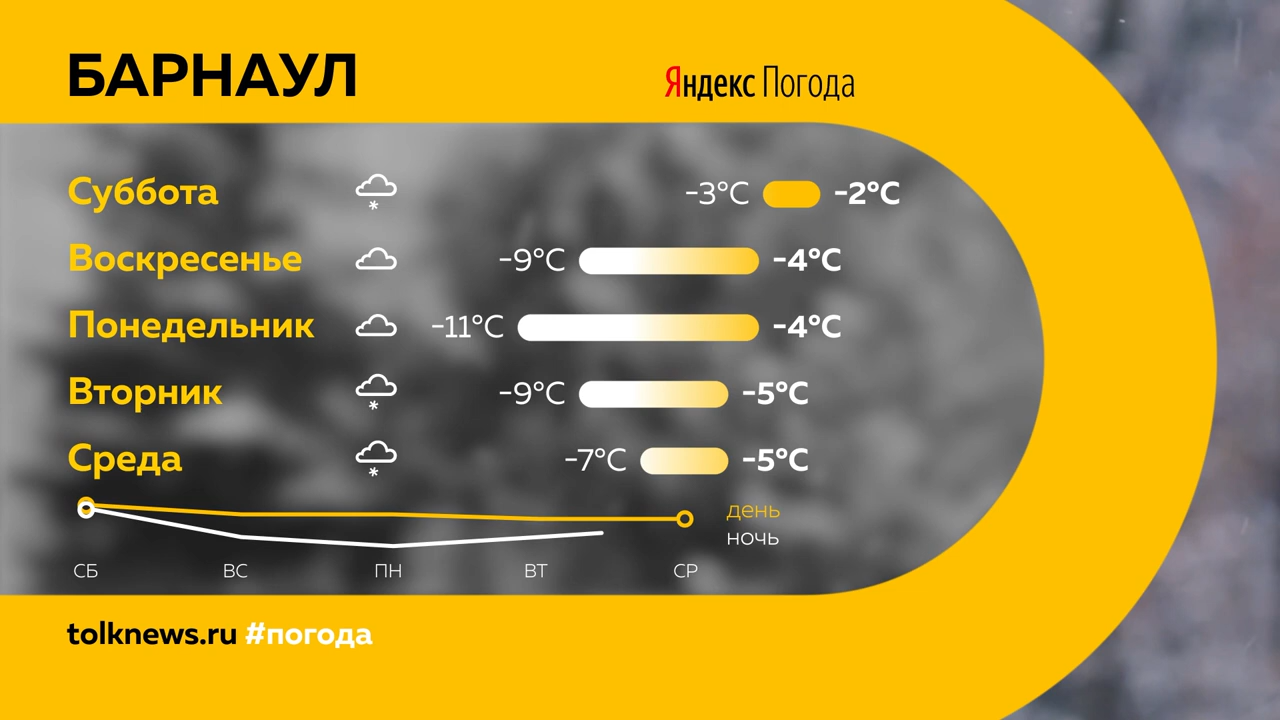 БАРНАУЛ
Яндекс Погода
Суббота -3°C -2°C
Воскресенье -9°C -4°C
Понедельник -11°C -4°C
Вторник -9°C -5°C
Среда -7°C -5°C
день
ночь
СБ ВС ПН ВТ СР
tolknews.ru #погода